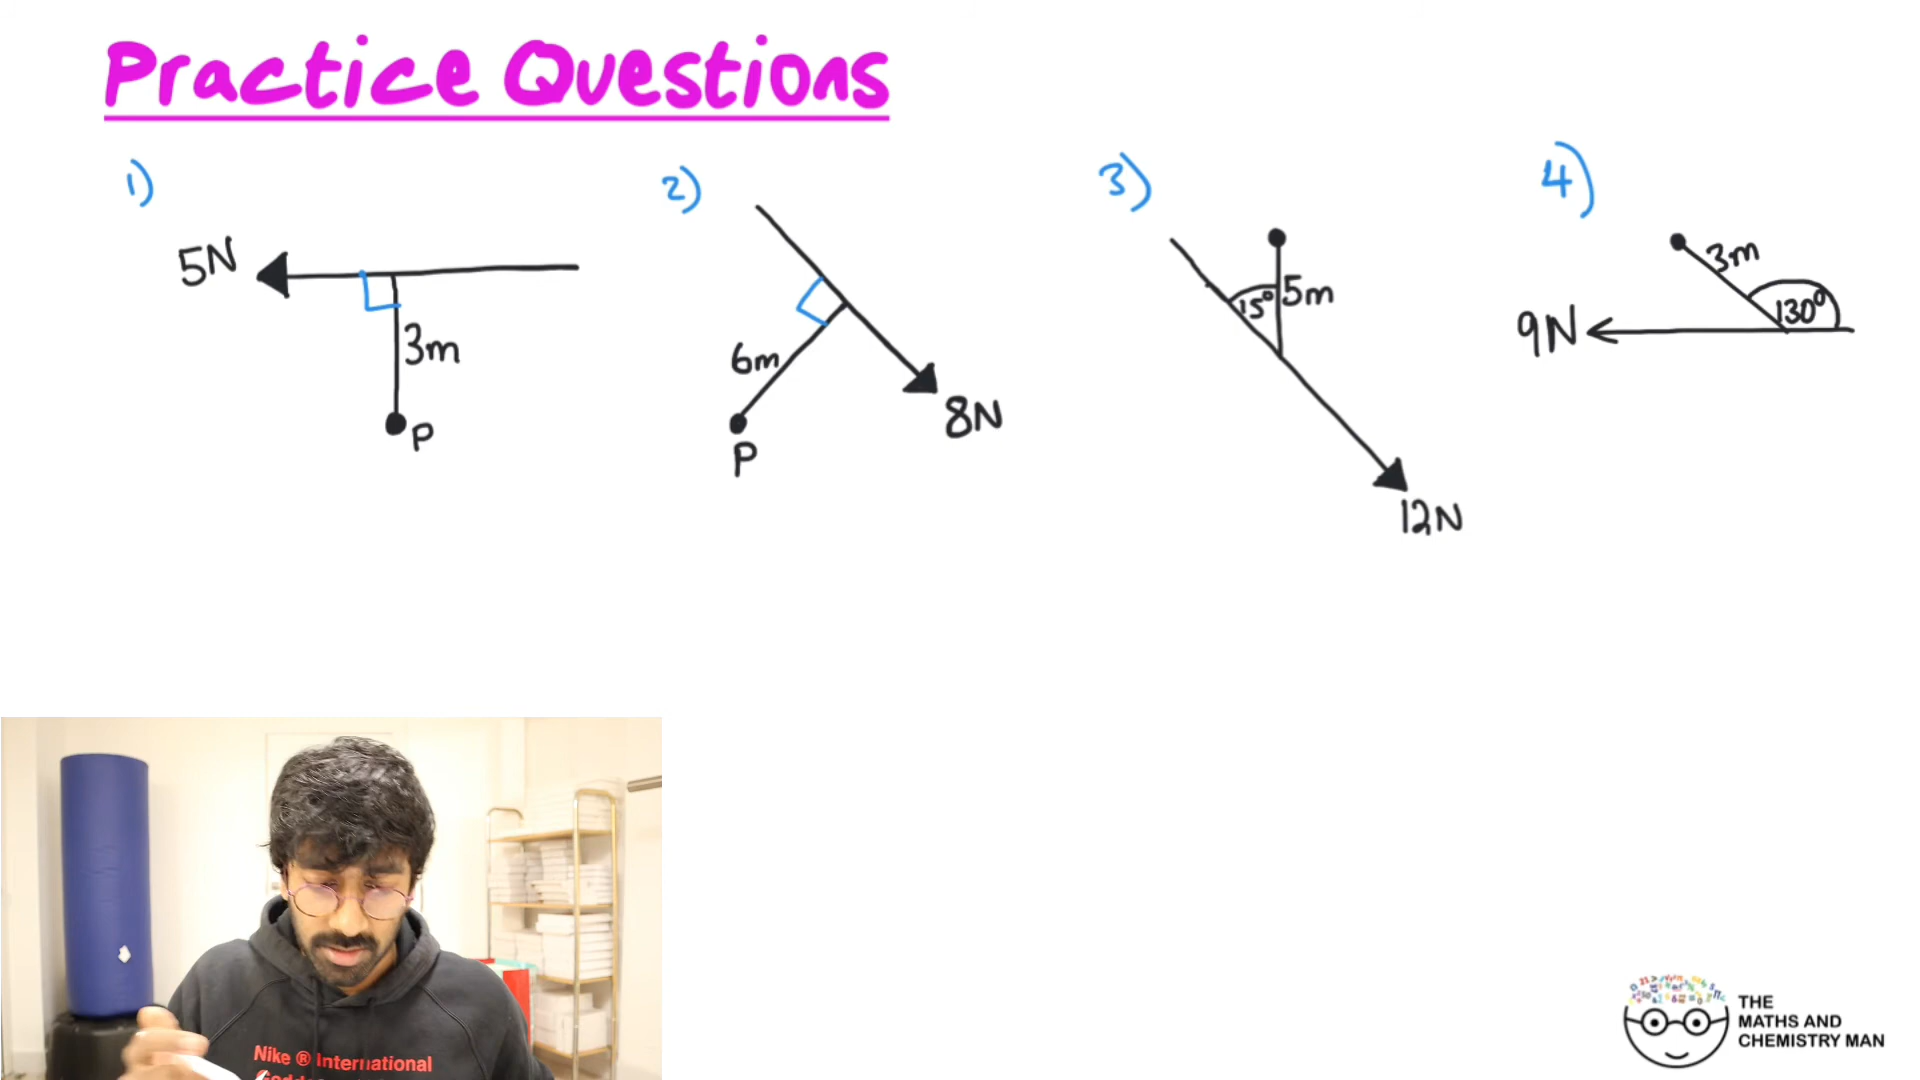 Practice Questions
1)
5N
3m
P
2)
6m
P
8N
3)
15°
5m
12N
4)
3m
130°
9N
Nike ® International
THE
MATHS AND
CHEMISTRY MAN